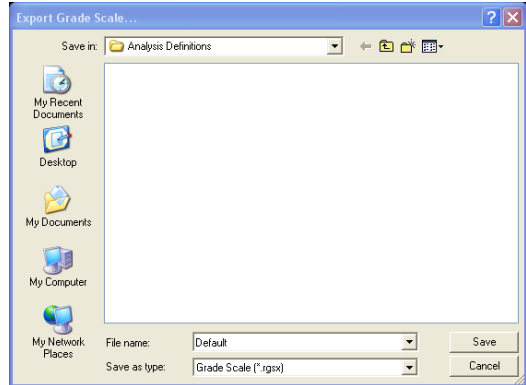 Export Grade Scale...
Save in:
Analysis Definitions
My Recent
Documents
Desktop
My Documents
My Computer
My Network
Places
File name:
Default
Save
Save as type:
Grade Scale (*.rgsx)
Cancel